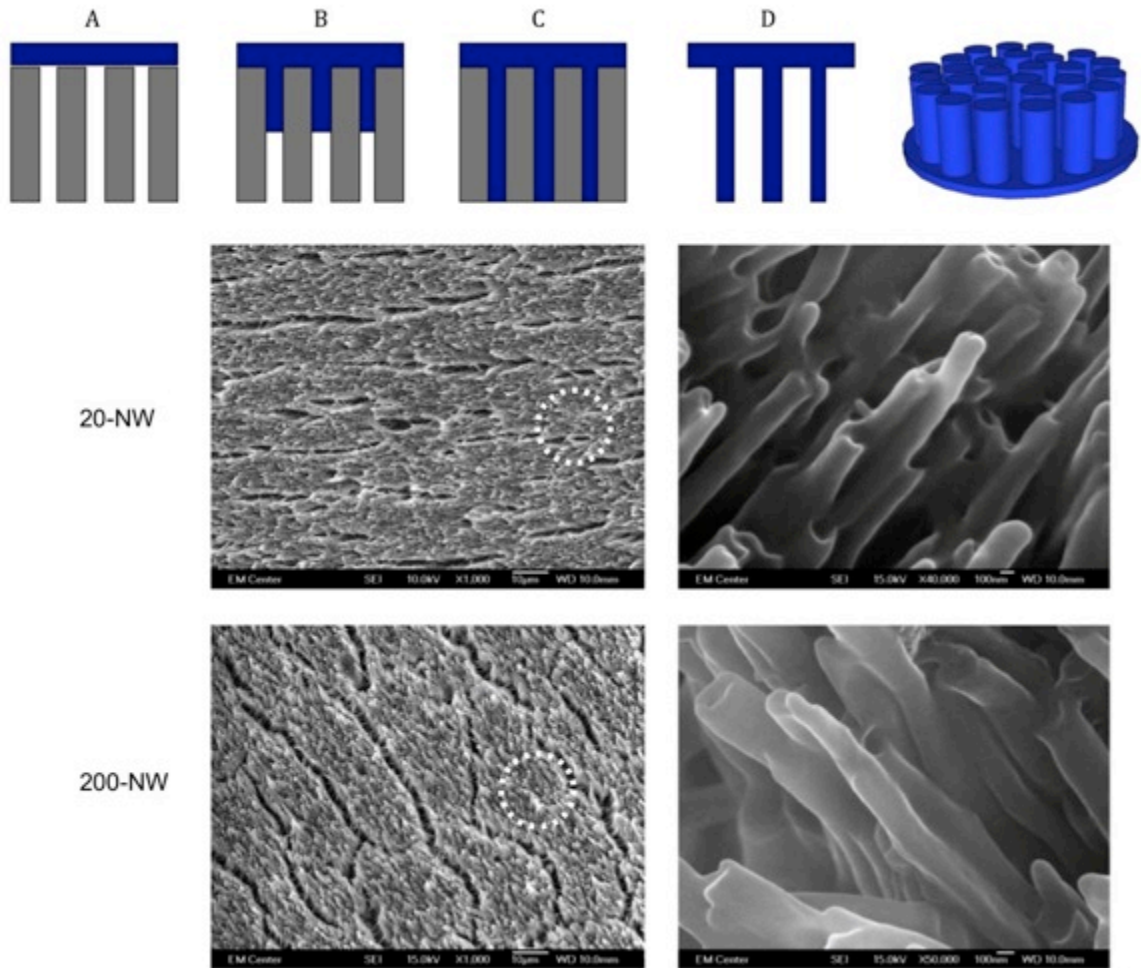 A B C D
20-NW
EM Center SEI 10.0kV X1,000 10μm WD 10.0mm
EM Center SEI 15.0kV X40,000 100nm WD 10.0mm
200-NW
EM Center SEI 15.0kV X1,000 10μm WD 10.0mm
EM Center SEI 15.0kV X50,000 100nm WD 10.0mm